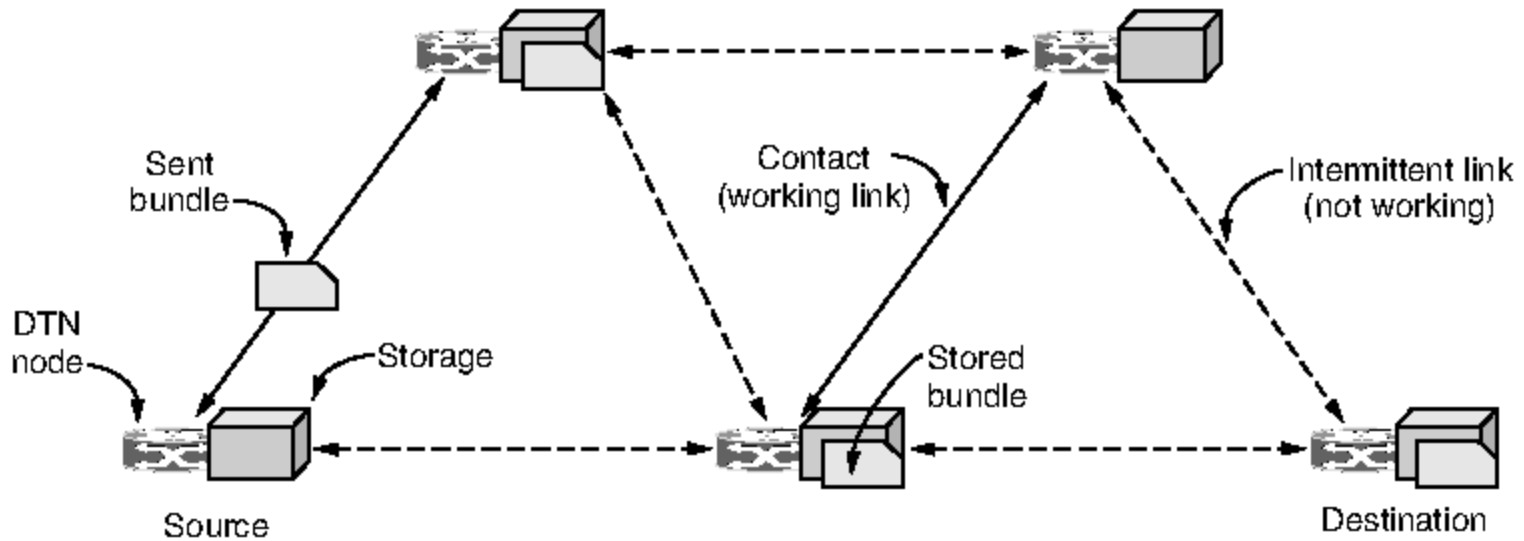 Sent
bundle
Contact
(working link)
Intermittent link
(not working)
DTN
node
Storage
Stored
bundle
Source
Destination